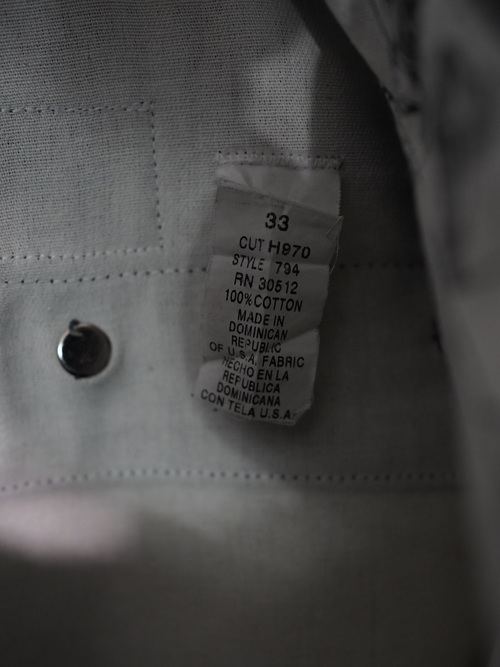 33
CUT H970
STYLE 794
RN 30512
100% COTTON
MADE IN
DOMINICAN
REPUBLIC
OF U.S.A. FABRIC
HECHO EN LA
REPUBLICA
DOMINICANA
CON TELA U.S.A.